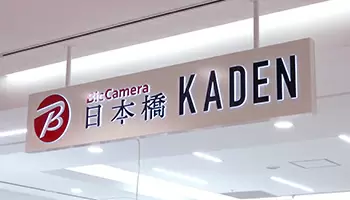 BicCamera
日本橋 KADEN